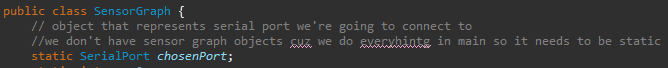 public class SensorGraph {
// object that represents serial port we're going to connect to
//we don't have sensor graph objects cuz we do everyhintg in main so it needs to be static
static SerialPort chosenPort;